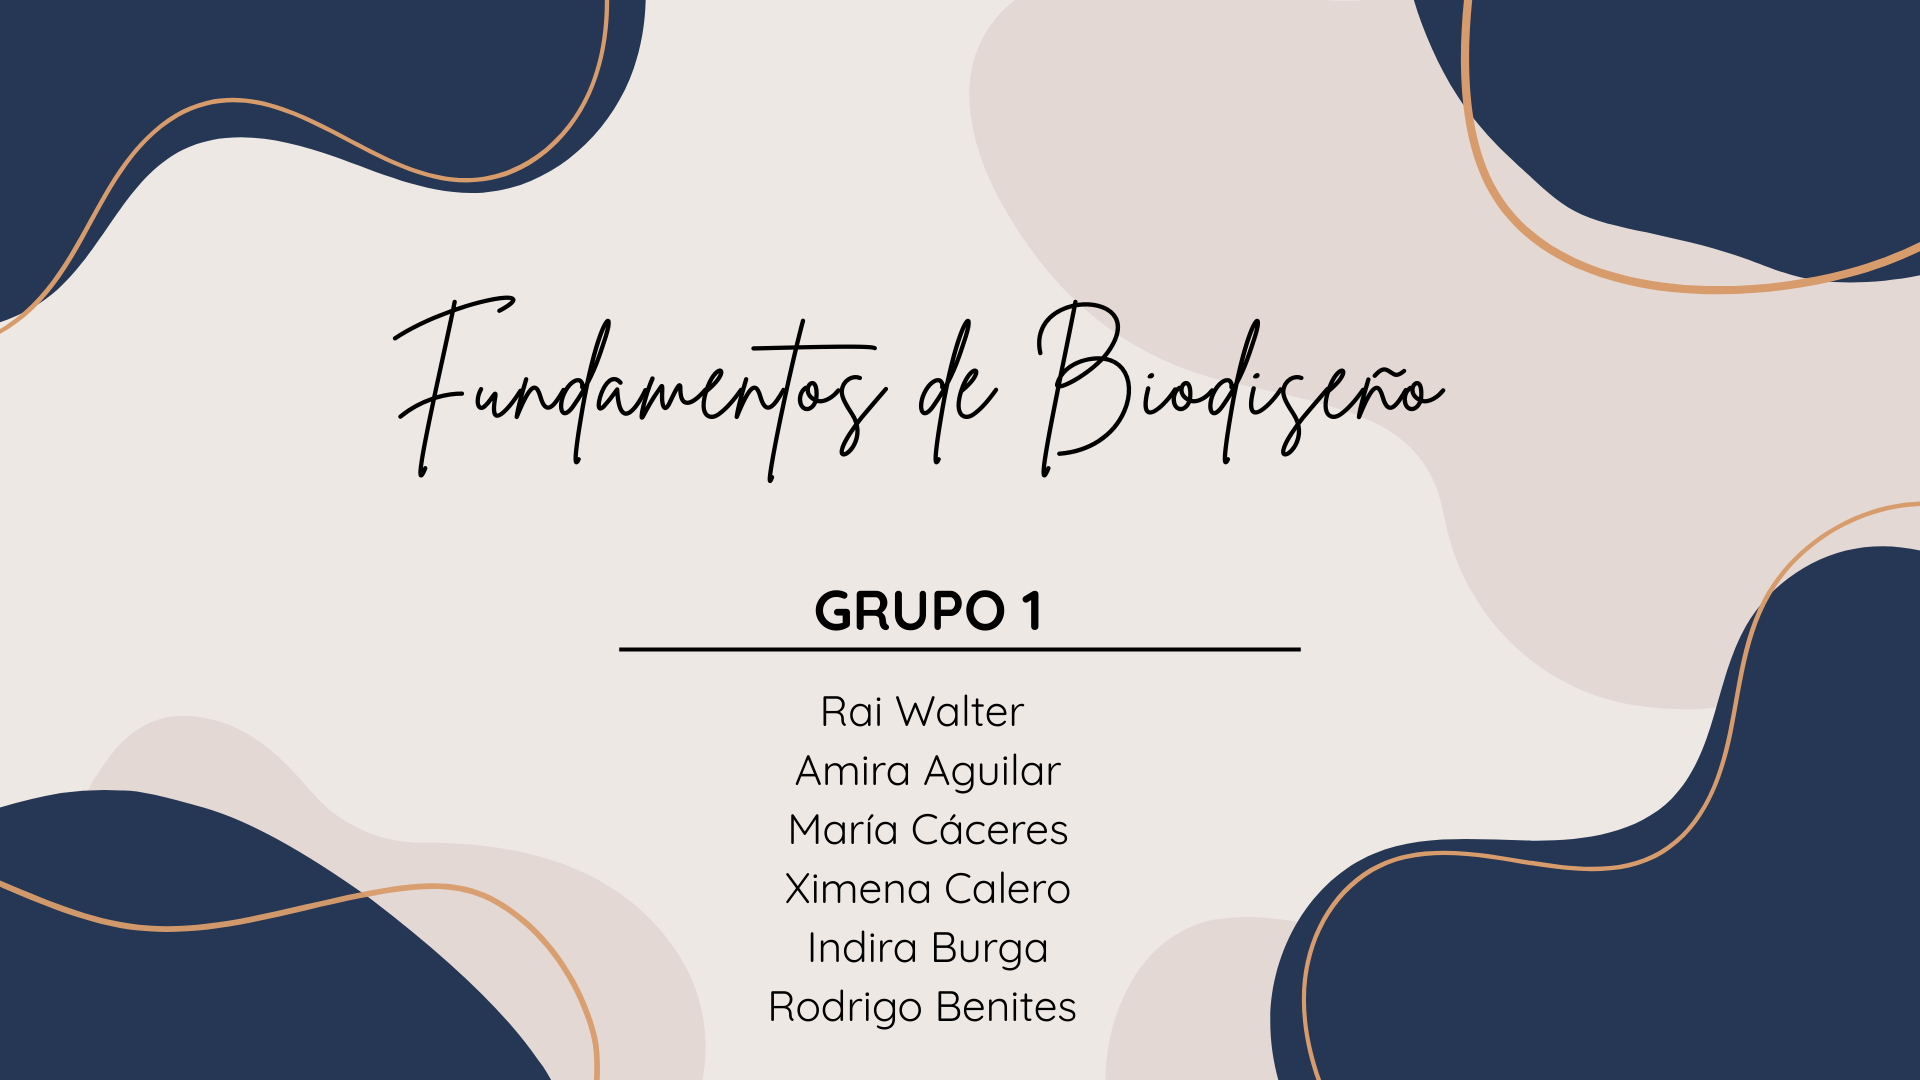 Fundamentos de Biodiseño
GRUPO 1
Rai Walter
Amira Aguilar
María Cáceres
Ximena Calero
Indira Burga
Rodrigo Benites